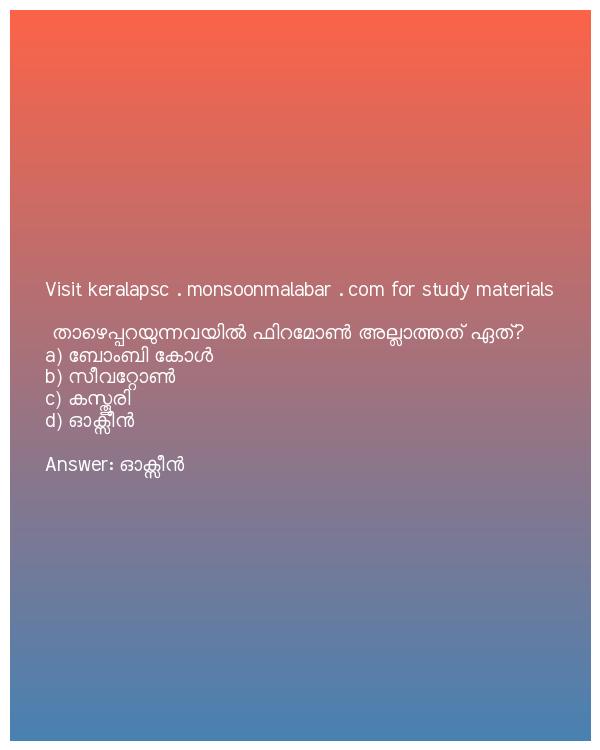 Visit keralapsc . monsoonmalabar . com for study materials
താഴെപ്പറയുന്നവയിൽ ഫിറമോൺ അല്ലാത്തത് ഏത്?
a) ബോംബി കോൾ
b) സീവറ്റോൺ
c) കസ്തൂരി
d) ഓക്സീൻ
Answer: ഓക്സീൻ